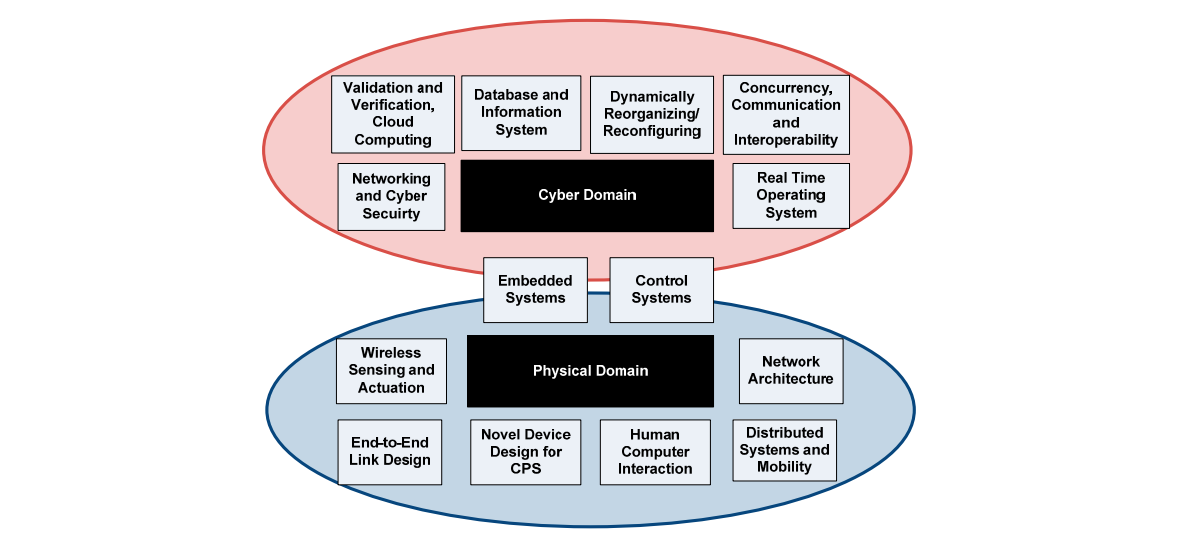 Validation and
Verification,
Cloud
Computing
Database and
Information
System
Dynamically
Reorganizing/
Reconfiguring
Concurrency,
Communication
and
Interoperability
Networking
and Cyber
Secuirty
Cyber Domain
Real Time
Operating
System
Embedded
Systems
Control
Systems
Wireless
Sensing and
Actuation
Physical Domain
Network
Architecture
End-to-End
Link Design
Novel Device
Design for
CPS
Human
Computer
Interaction
Distributed
Systems and
Mobility